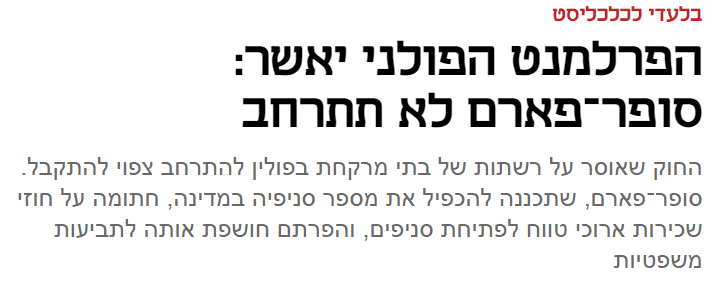 בלעדי לכלכליסט
הפרלמנט הפולני יאשר:
סופר־פארם לא תתרחב
החוק שאוסר על רשתות של בתי מרקחת בפולין להתרחב צפוי להתקבל.
סופר־פארם, שתכננה להכפיל את מספר סניפיה במדינה, חתומה על חוזי
שכירות ארוכי טווח לפתיחת סניפים, והפרתם חושפת אותה לתביעות
משפטיות